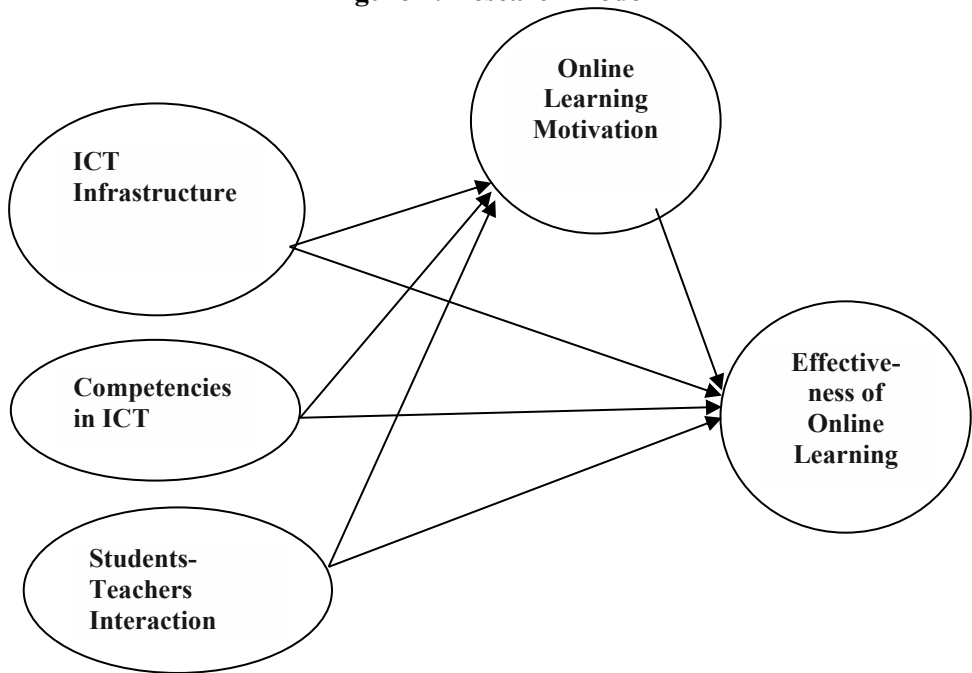 Online
Learning
Motivation
ICT
Infrastructure
Competencies
in ICT
Effective-
ness of
Online
Learning
Students-
Teachers
Interaction